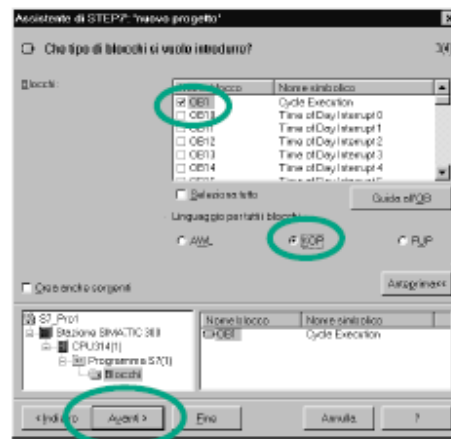 Assistente di STEP7: "nuovo progetto"
Che tipo di blocchi si vuole introdurre? 3(4)
Blocchi:
Nome blocco Nome simbolico
OB1 Cycle Execution
OB10 Time of Day Interrupt 0
OB11 Time of Day Interrupt 1
OB12 Time of Day Interrupt 2
OB13 Time of Day Interrupt 3
OB14 Time of Day Interrupt 4
Seleziona tutto
Guida all'OB
Linguaggio per tutti i blocchi
AWL KOP FUP
Crea anche sorgenti
Anteprima<<
S7_Pro1
Stazione SIMATIC 300
CPU314(1)
Programma S7(1)
Blocchi
Nome blocco Nome simbolico
OB1 Cycle Execution
<Indietro Avanti > Fine Annulla ?